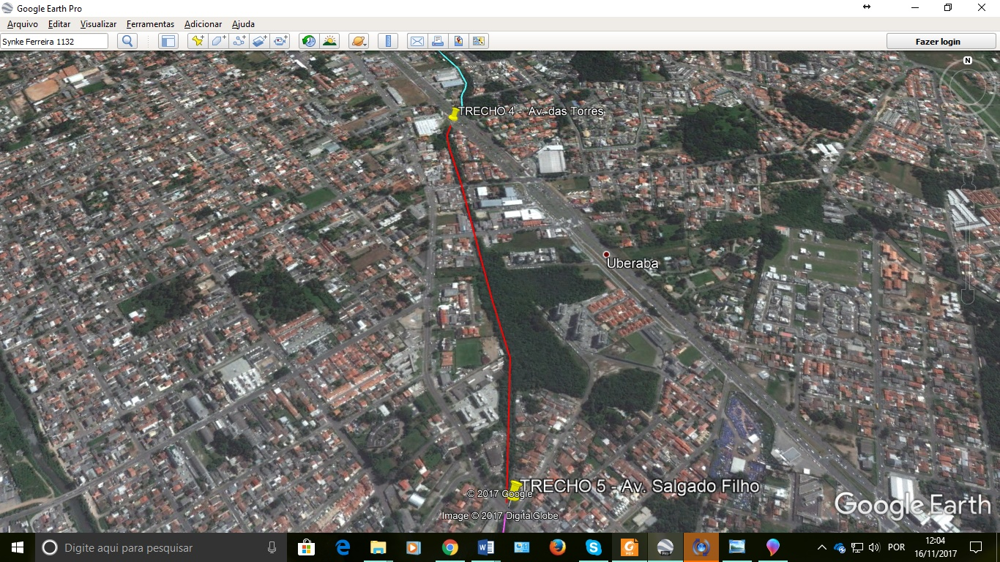 Google Earth Pro
Arquivo Editar Visualizar Ferramentas Adicionar Ajuda
Synke Ferreira 1132
Fazer login
N
TRECHO 4 - Av. das Torres
Uberaba
TRECHO 5 - Av. Salgado Filho
© 2017 Google
Image © 2017 DigitalGlobe
Google Earth
Digite aqui para pesquisar
POR
12:04
16/11/2017